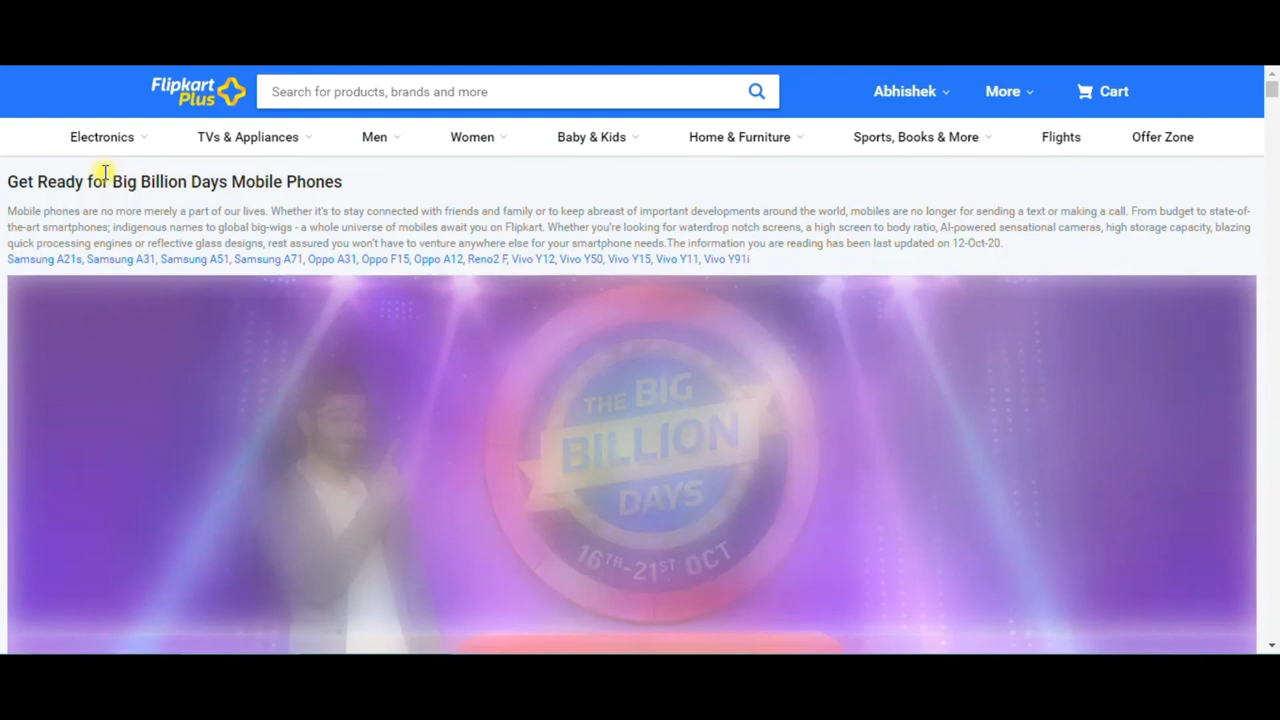 Flipkart
Plus
Search for products, brands and more
Abhishek
More
Cart
Electronics
TVs & Appliances
Men
Women
Baby & Kids
Home & Furniture
Sports, Books & More
Flights
Offer Zone
Get Ready for Big Billion Days Mobile Phones
Mobile phones are no more merely a part of our lives. Whether it's to stay connected with friends and family or to keep abreast of important developments around the world, mobiles are no longer for sending a text or making a call. From budget to state-of-
the-art smartphones; indigenous names to global big-wigs - a whole universe of mobiles await you on Flipkart. Whether you're looking for waterdrop notch screens, a high screen to body ratio, AI-powered sensational cameras, high storage capacity, blazing
quick processing engines or reflective glass designs, rest assured you won't have to venture anywhere else for your smartphone needs.The information you are reading has been last updated on 12-Oct-20.
Samsung A21s, Samsung A31, Samsung A51, Samsung A71, Oppo A31, Oppo F15, Oppo A12, Reno2 F, Vivo Y12, Vivo Y50, Vivo Y15, Vivo Y11, Vivo Y91i
THE BIG
BILLION
DAYS
16TH-21ST OCT